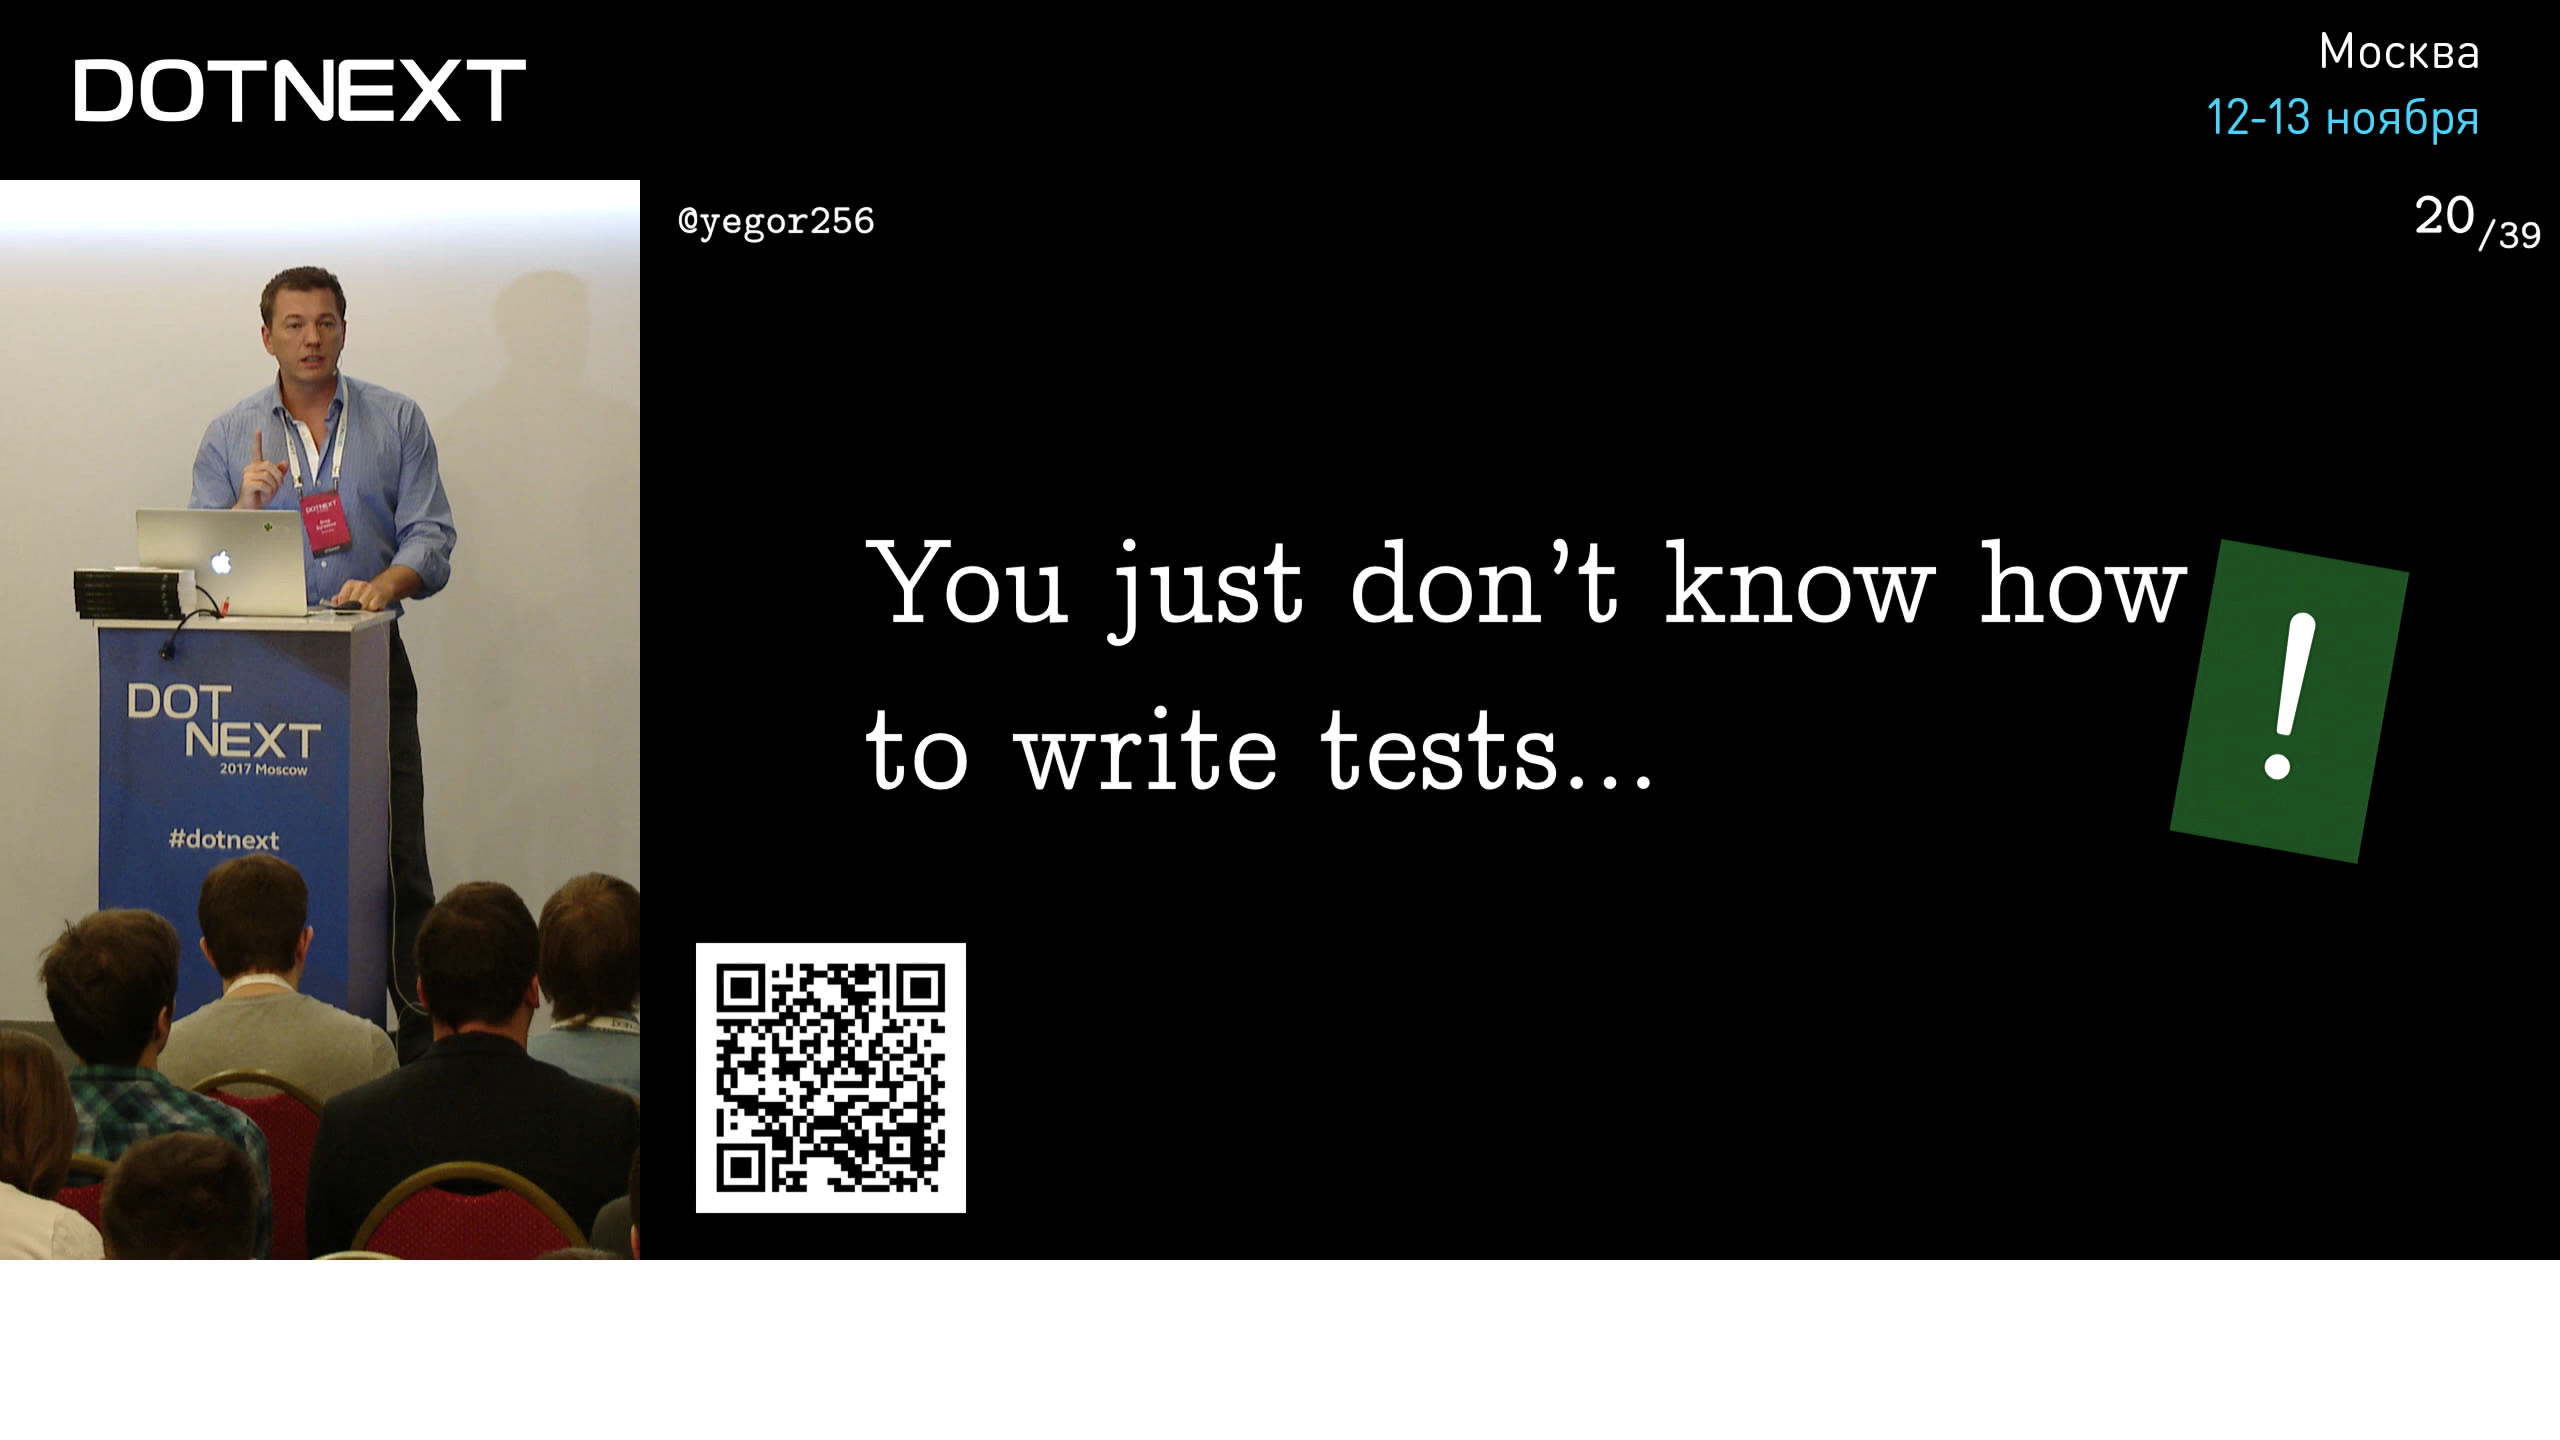 DOTNEXT
Москва
12-13 ноября
@yegor256
20/39
You just don’t know how
to write tests...
!
DOTNEXT
DOT
NEXT
2017 Moscow
#dotnext